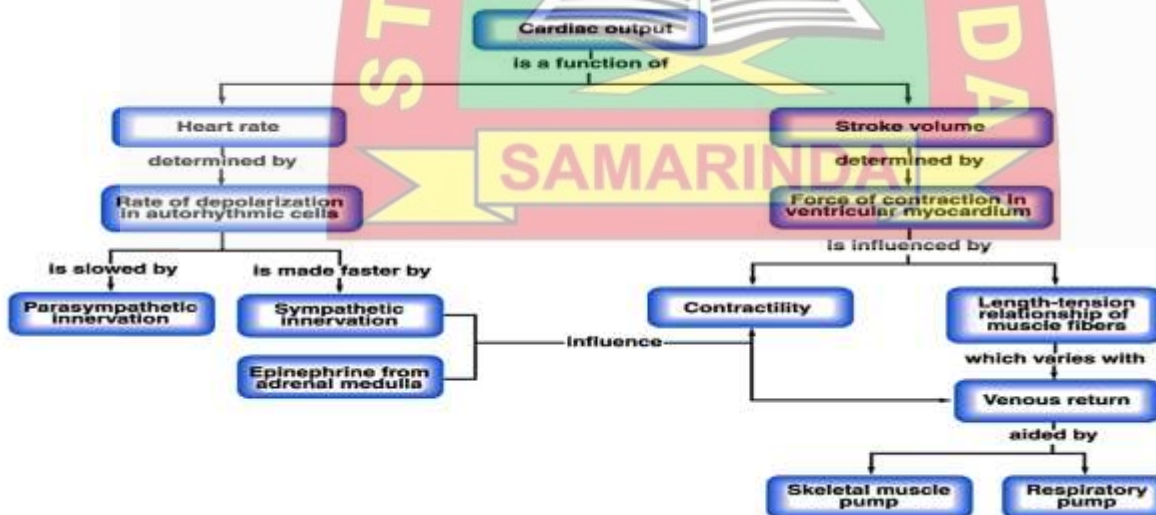 Cardiac output
is a function of
Heart rate
Stroke volume
determined by
determined by
Rate of depolarization
in autorhythmic cells
Force of contraction in
ventricular myocardium
is influenced by
is slowed by
is made faster by
Parasympathetic
innervation
Sympathetic
innervation
Contractility
Length-tension
relationship of
muscle fibers
Influence
Epinephrine from
adrenal medulla
which varies with
Venous return
aided by
Skeletal muscle
pump
Respiratory
pump
ST
SAMARINDA
DA